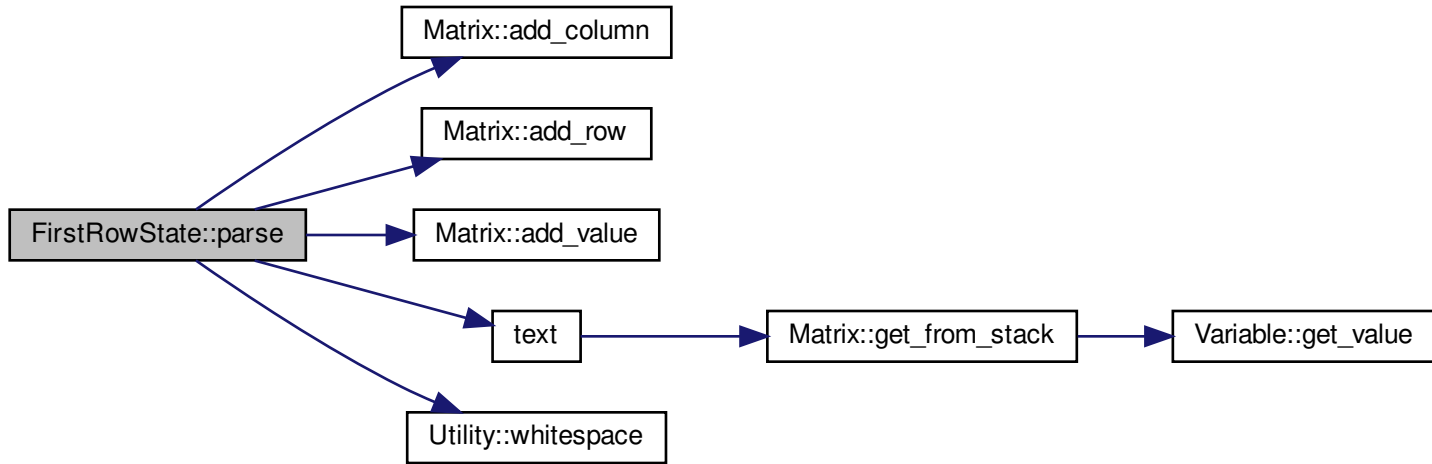 Matrix::add_column
Matrix::add_row
FirstRowState::parse
Matrix::add_value
text
Matrix::get_from_stack
Variable::get_value
Utility::whitespace